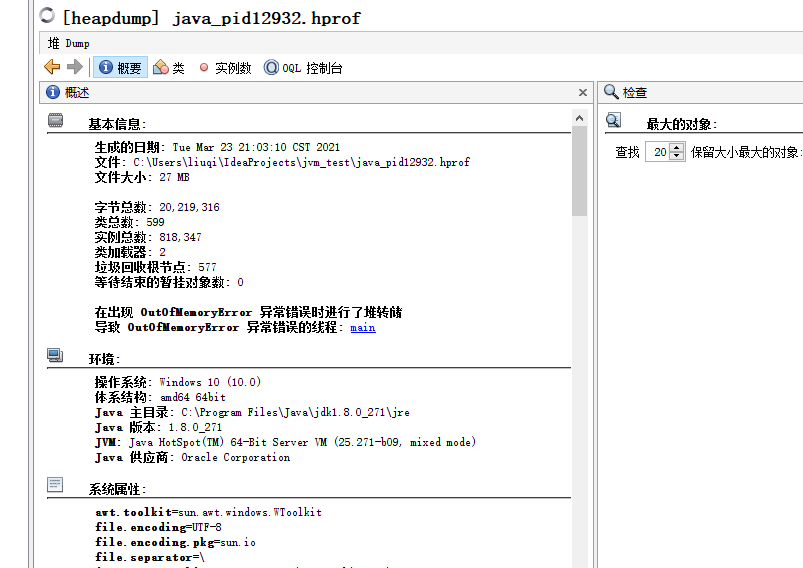 [heapdump] java_pid12932.hprof
堆 Dump
概要 类 实例数 OQL 控制台
概述
检查
基本信息:
生成的日期: Tue Mar 23 21:03:10 CST 2021
文件: C:\Users\liuqi\IdeaProjects\jvm_test\java_pid12932.hprof
文件大小: 27 MB
字节总数: 20,219,316
类总数: 599
实例总数: 818,347
类加载器: 2
垃圾回收根节点: 577
等待结束的暂挂对象数: 0
在出现 OutOfMemoryError 异常错误时进行了堆转储
导致 OutOfMemoryError 异常错误的线程: main
环境:
操作系统: Windows 10 (10.0)
体系结构: amd64 64bit
Java 主目录: C:\Program Files\Java\jdk1.8.0_271\jre
Java 版本: 1.8.0_271
JVM: Java HotSpot(TM) 64-Bit Server VM (25.271-b09, mixed mode)
Java 供应商: Oracle Corporation
系统属性:
awt.toolkit=sun.awt.windows.WToolkit
file.encoding=UTF-8
file.encoding.pkg=sun.io
file.separator=\
最大的对象:
查找 20 保留大小最大的对象: